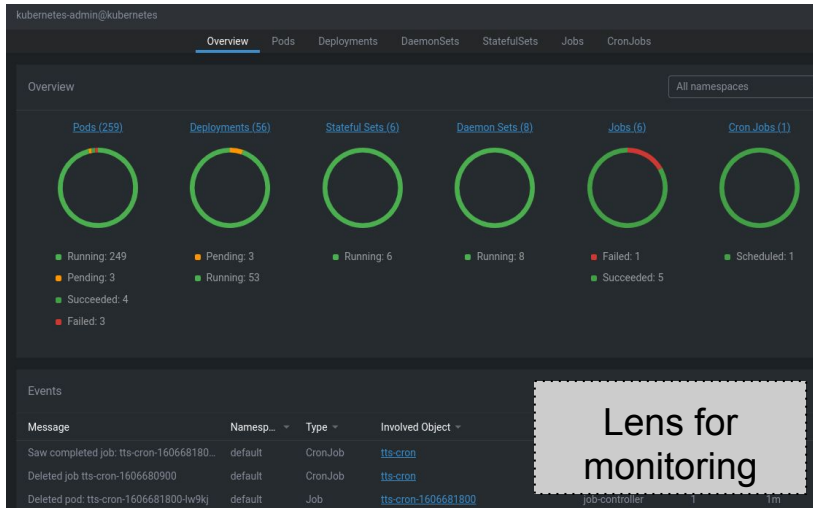 kubernetes-admin@kubernetes
Overview Pods Deployments DaemonSets StatefulSets Jobs CronJobs
Overview All namespaces
Pods (259) Deployments (56) Stateful Sets (6) Daemon Sets (8) Jobs (6) Cron Jobs (1)
Running: 249 Pending: 3 Running: 6 Running: 8 Failed: 1 Scheduled: 1
Pending: 3 Running: 53 Succeeded: 5
Succeeded: 4
Failed: 3
Events
Lens for
monitoring
Message Namesp... Type Involved Object
Saw completed job: tts-cron-160668180... default CronJob tts-cron
Deleted job tts-cron-1606680900 default CronJob tts-cron
Deleted pod: tts-cron-1606681800-lw9kj default Job tts-cron-1606681800 job-controller 1 1m